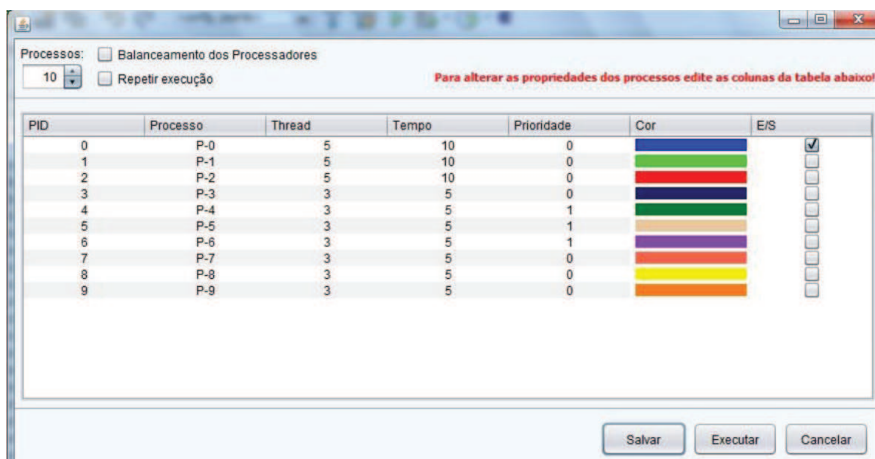 Processos:
Balanceamento dos Processadores
10
Repetir execução
Para alterar as propriedades dos processos edite as colunas da tabela abaixo!
PID Processo Thread Tempo Prioridade Cor E/S
0 P-0 5 10 0
1 P-1 5 10 0
2 P-2 5 10 0
3 P-3 3 5 0
4 P-4 3 5 1
5 P-5 3 5 1
6 P-6 3 5 1
7 P-7 3 5 0
8 P-8 3 5 0
9 P-9 3 5 0
Salvar Executar Cancelar